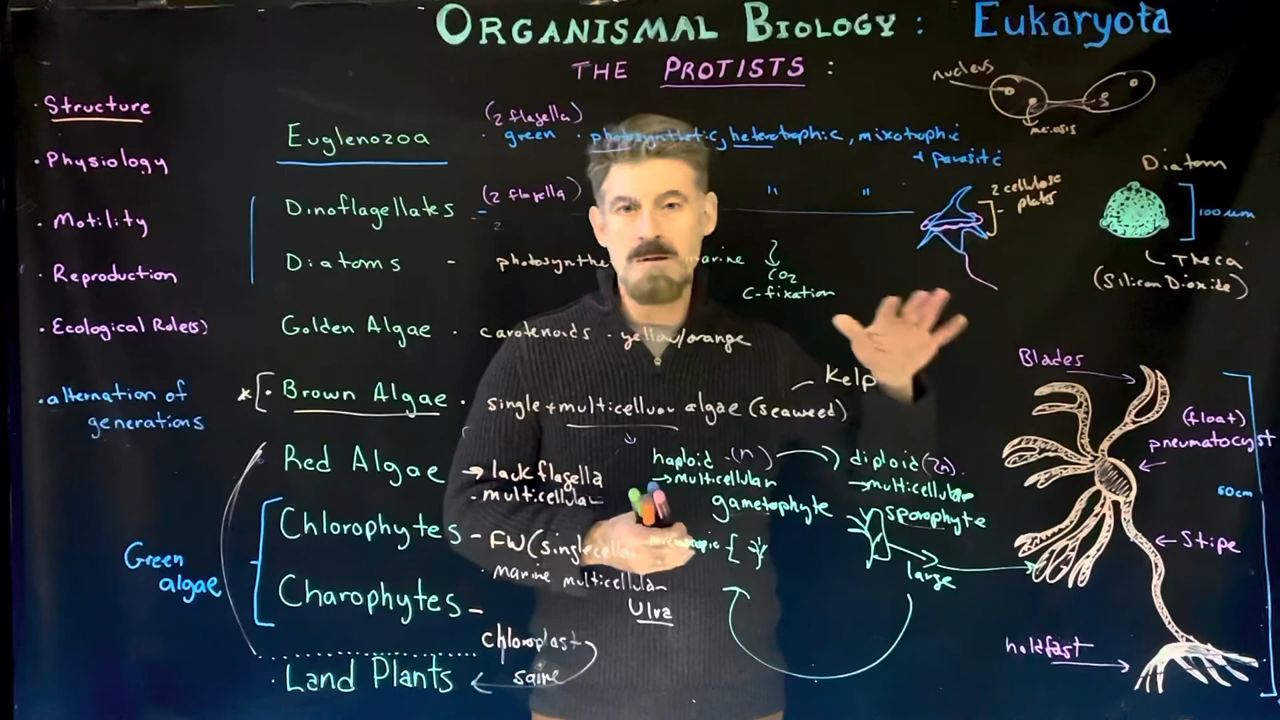 ORGANISMAL BIOLOGY : Eukaryota
THE PROTISTS :
· Structure
· Physiology
· Motility
· Reproduction
· Ecological Role(s)
· alternation of
generations
Euglenozoa
(2 flagella)
· green · photosynthetic, heterotrophic, mixotrophic
+ parasitic
Dinoflagellates
(2 flagella)
" "
2
Diatoms -
marine
CO2
C-fixation
Golden Algae · carotenoids · yellow/orange
* [ · Brown Algae · single + multicellular algae (seaweed)
Kelp
Red Algae → lack flagella
- multicellular
haploid (n)
→ multicellular
gametophyte
diploid (2n)
→ multicellular
sporophyte
large
Green
algae
Chlorophytes - FW
· marine multicellular
Ulva
Charophytes -
chloroplast
same
· Land Plants
nucleus
meiosis
2 cellulose
plates
Diatom
100 um
Theca
(Silicon Dioxide)
Blades
(float)
pneumatocyst
60cm
Stipe
holdfast